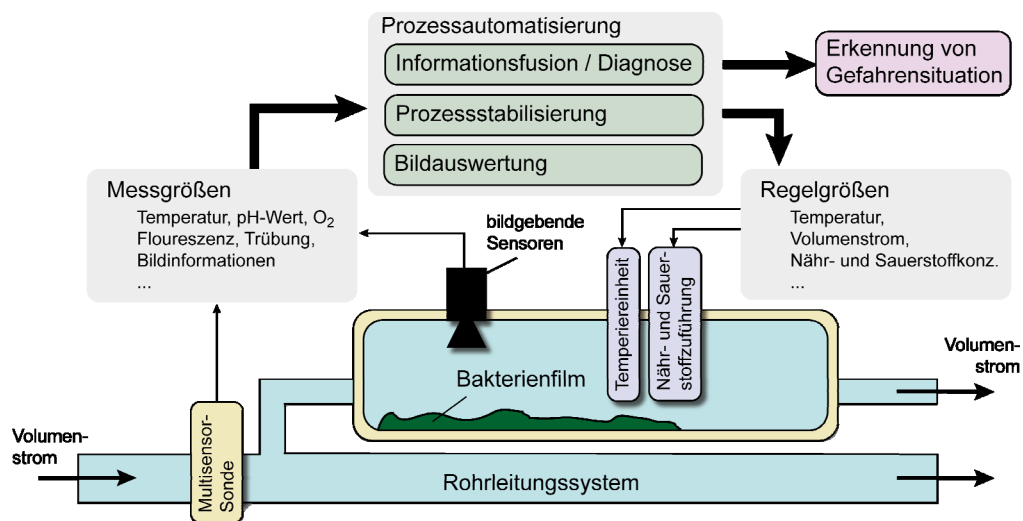 Prozessautomatisierung
Informationsfusion / Diagnose
Prozessstabilisierung
Bildauswertung
Erkennung von
Gefahrensituation
Messgrößen
Temperatur, pH-Wert, O₂
Floureszenz, Trübung,
Bildinformationen
...
bildgebende
Sensoren
Regelgrößen
Temperatur,
Volumenstrom,
Nähr- und Sauerstoffkonz.
...
Temperiereinheit
Nähr- und Sauer-
stoffzuführung
Bakterienfilm
Volumen-
strom
Volumen-
strom
Multisensor-
Sonde
Rohrleitungssystem